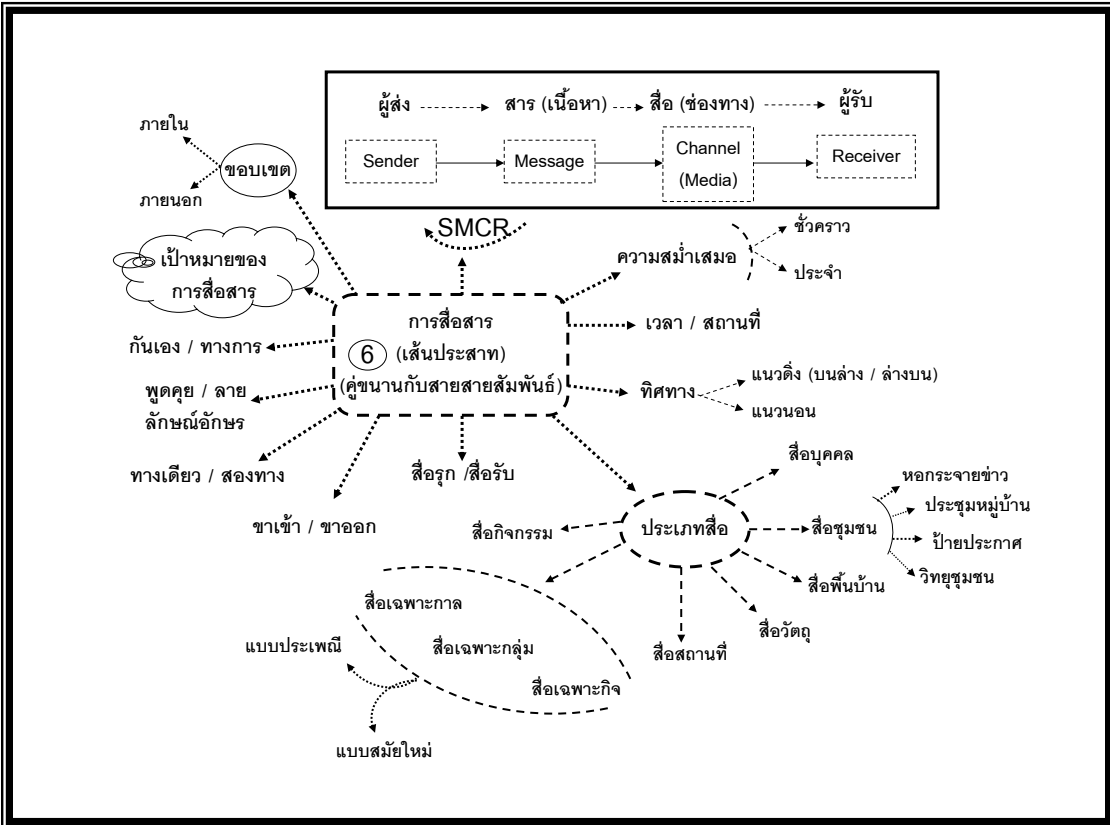 ผู้ส่ง
สาร (เนื้อหา)
สื่อ (ช่องทาง)
ผู้รับ
Sender
Message
Channel
(Media)
Receiver
SMCR
ภายใน
ขอบเขต
ภายนอก
เป้าหมายของ
การสื่อสาร
กันเอง / ทางการ
พูดคุย / ลาย
ลักษณ์อักษร
ทางเดียว / สองทาง
ขาเข้า / ขาออก
สื่อรุก /สื่อรับ
การสื่อสาร
6 (เส้นประสาท)
(คู่ขนานกับสายสายสัมพันธ์)
ความสม่ำเสมอ
ชั่วคราว
ประจำ
เวลา / สถานที่
ทิศทาง
แนวดิ่ง (บนล่าง / ล่างบน)
แนวนอน
ประเภทสื่อ
สื่อบุคคล
สื่อชุมชน
หอกระจายข่าว
ประชุมหมู่บ้าน
ป้ายประกาศ
วิทยุชุมชน
สื่อพื้นบ้าน
สื่อวัตถุ
สื่อสถานที่
สื่อกิจกรรม
สื่อเฉพาะกาล
สื่อเฉพาะกลุ่ม
สื่อเฉพาะกิจ
แบบประเพณี
แบบสมัยใหม่